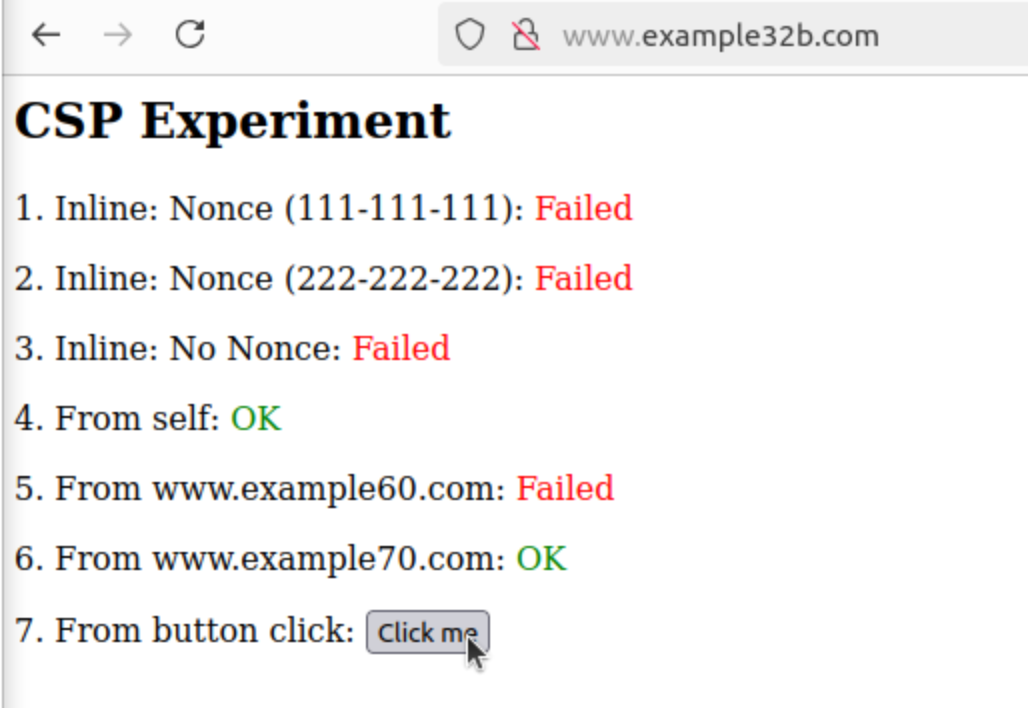 www.example32b.com
CSP Experiment
1. Inline: Nonce (111-111-111): Failed
2. Inline: Nonce (222-222-222): Failed
3. Inline: No Nonce: Failed
4. From self: OK
5. From www.example60.com: Failed
6. From www.example70.com: OK
7. From button click: Click me